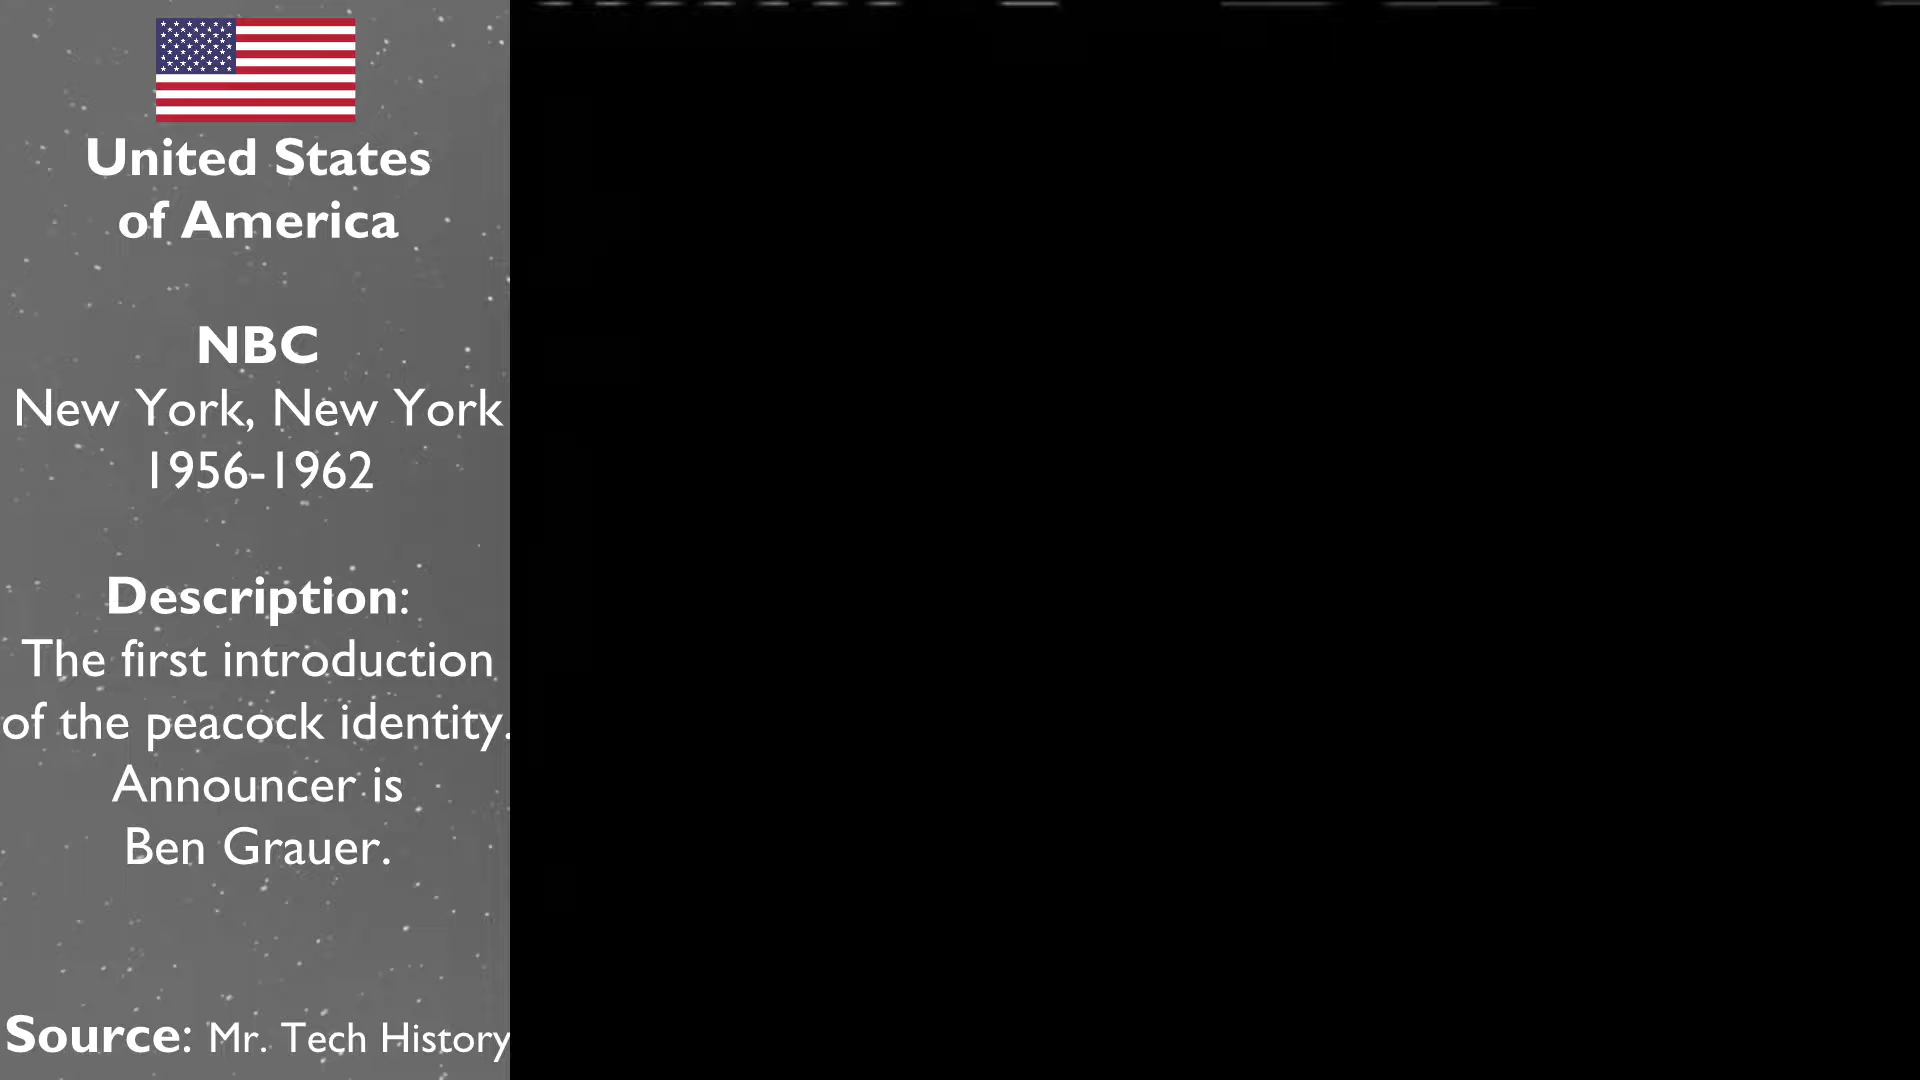 United States
of America
NBC
New York, New York
1956-1962
Description:
The first introduction
of the peacock identity.
Announcer is
Ben Grauer.
Source: Mr. Tech History